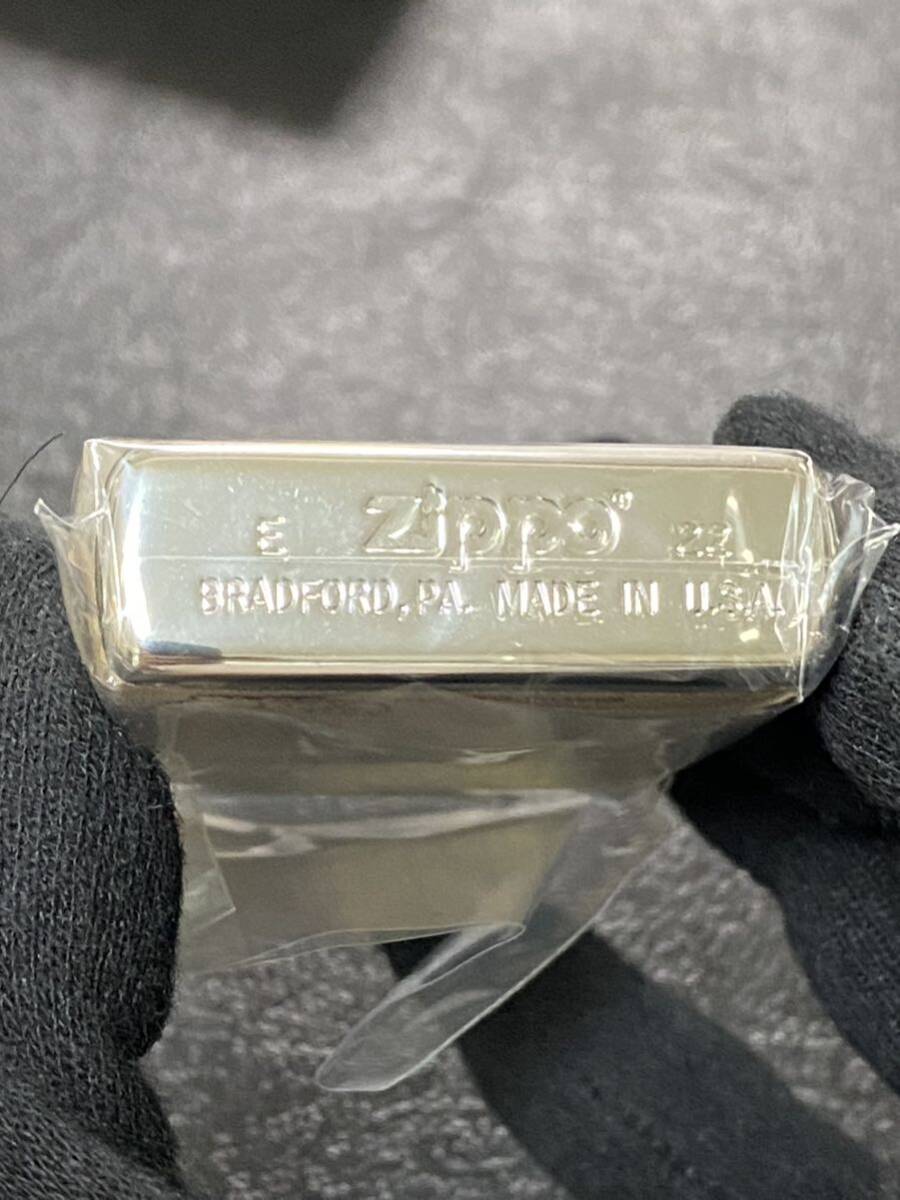 E Zippo® 22
BRADFORD, PA. MADE IN U.S.A.